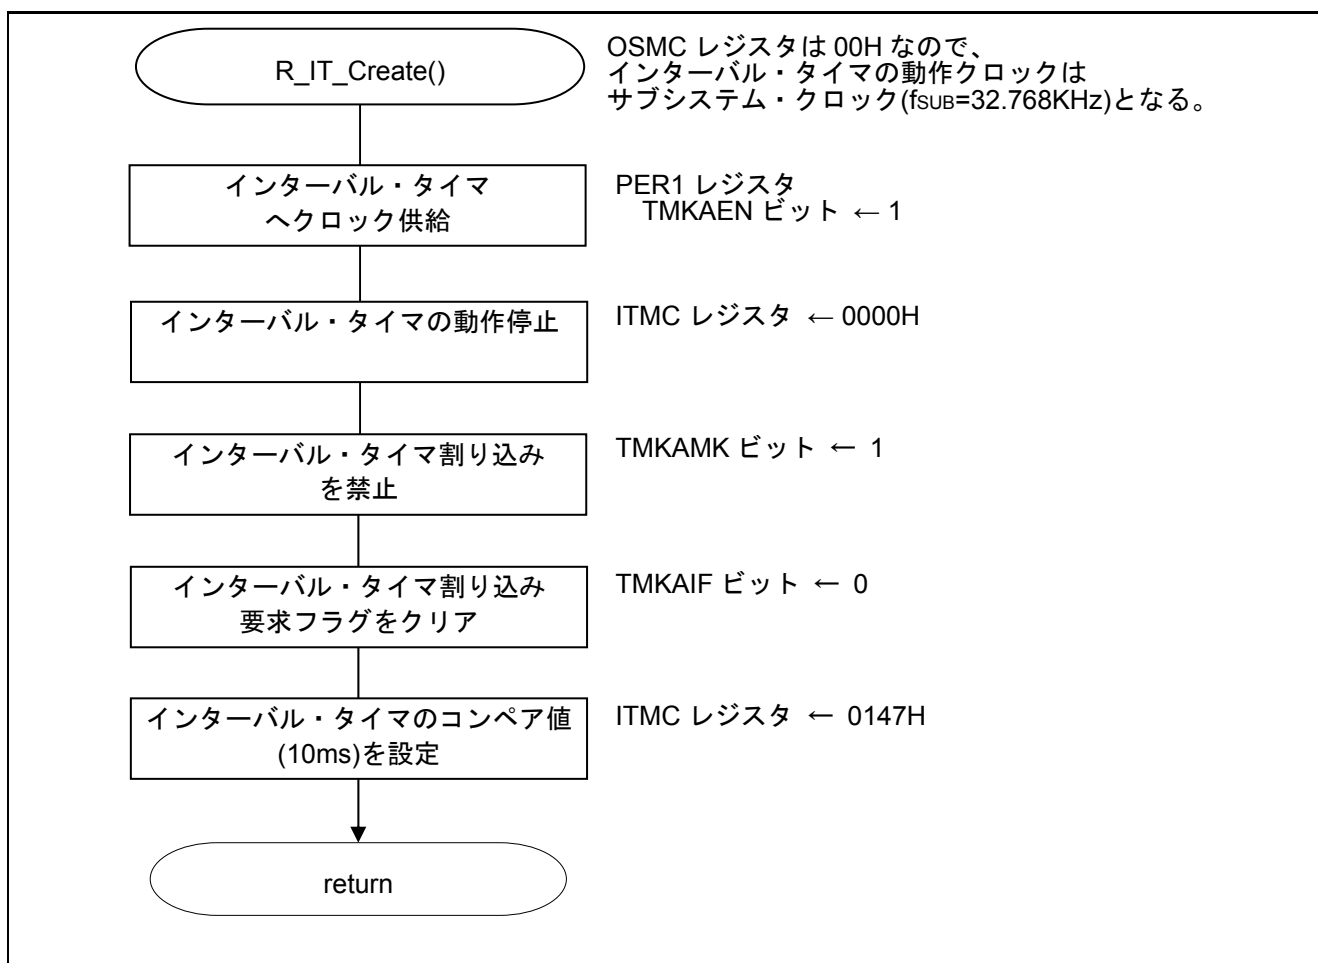 R_IT_Create()
OSMC レジスタは 00H なので、
インターバル・タイマの動作クロックは
サブシステム・クロック(fSUB=32.768KHz)となる。
インターバル・タイマ
へクロック供給
PER1 レジスタ
TMKAEN ビット ← 1
インターバル・タイマの動作停止
ITMC レジスタ ← 0000H
インターバル・タイマ割り込み
を禁止
TMKAMK ビット ← 1
インターバル・タイマ割り込み
要求フラグをクリア
TMKAIF ビット ← 0
インターバル・タイマのコンペア値
(10ms)を設定
ITMC レジスタ ← 0147H
return